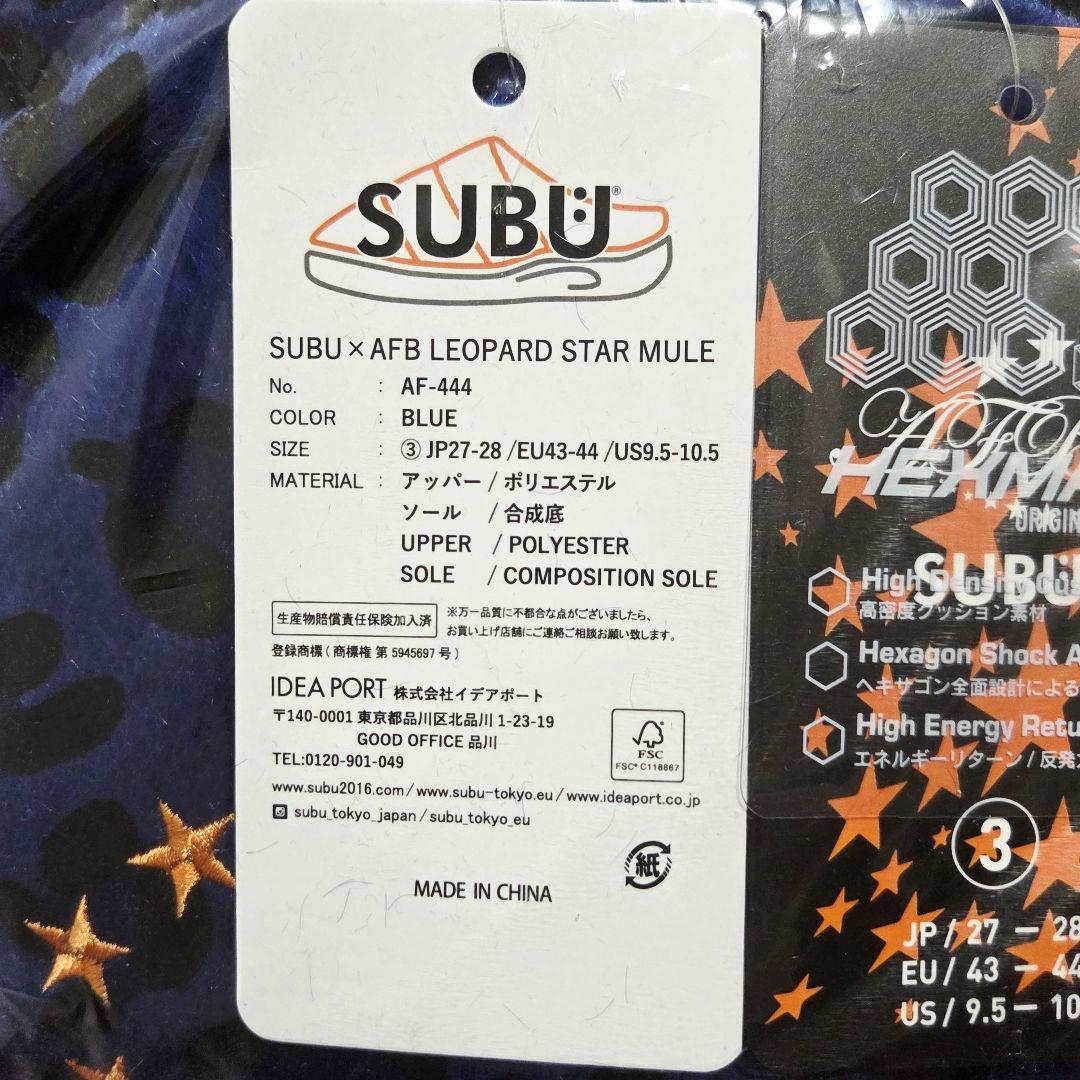 SUBU®
SUBU×AFB LEOPARD STAR MULE
No. : AF-444
COLOR : BLUE
SIZE : ③ JP27-28 /EU43-44 /US9.5-10.5
MATERIAL : アッパー / ポリエステル
ソール / 合成底
UPPER / POLYESTER
SOLE / COMPOSITION SOLE
生産物賠償責任保険加入済
※万一品質に不都合な点がございましたら、
お買い上げ店舗にご連絡ご相談お願い致します。
登録商標 ( 商標権 第 5945697 号 )
IDEA PORT 株式会社イデアポート
〒140-0001 東京都品川区北品川 1-23-19
GOOD OFFICE 品川
TEL:0120-901-049
www.subu2016.com / www.subu-tokyo.eu / www.ideaport.co.jp
subu_tokyo_japan / subu_tokyo_eu
FSC
FSC® C118867
紙
MADE IN CHINA
SUBU
High Density
高密度クッション素材
Hexagon Shock A
ヘキサゴン全面設計による
High Energy Retu
エネルギーリターン / 反発
3
JP / 27 – 28
EU / 43 – 44
US / 9.5 – 10